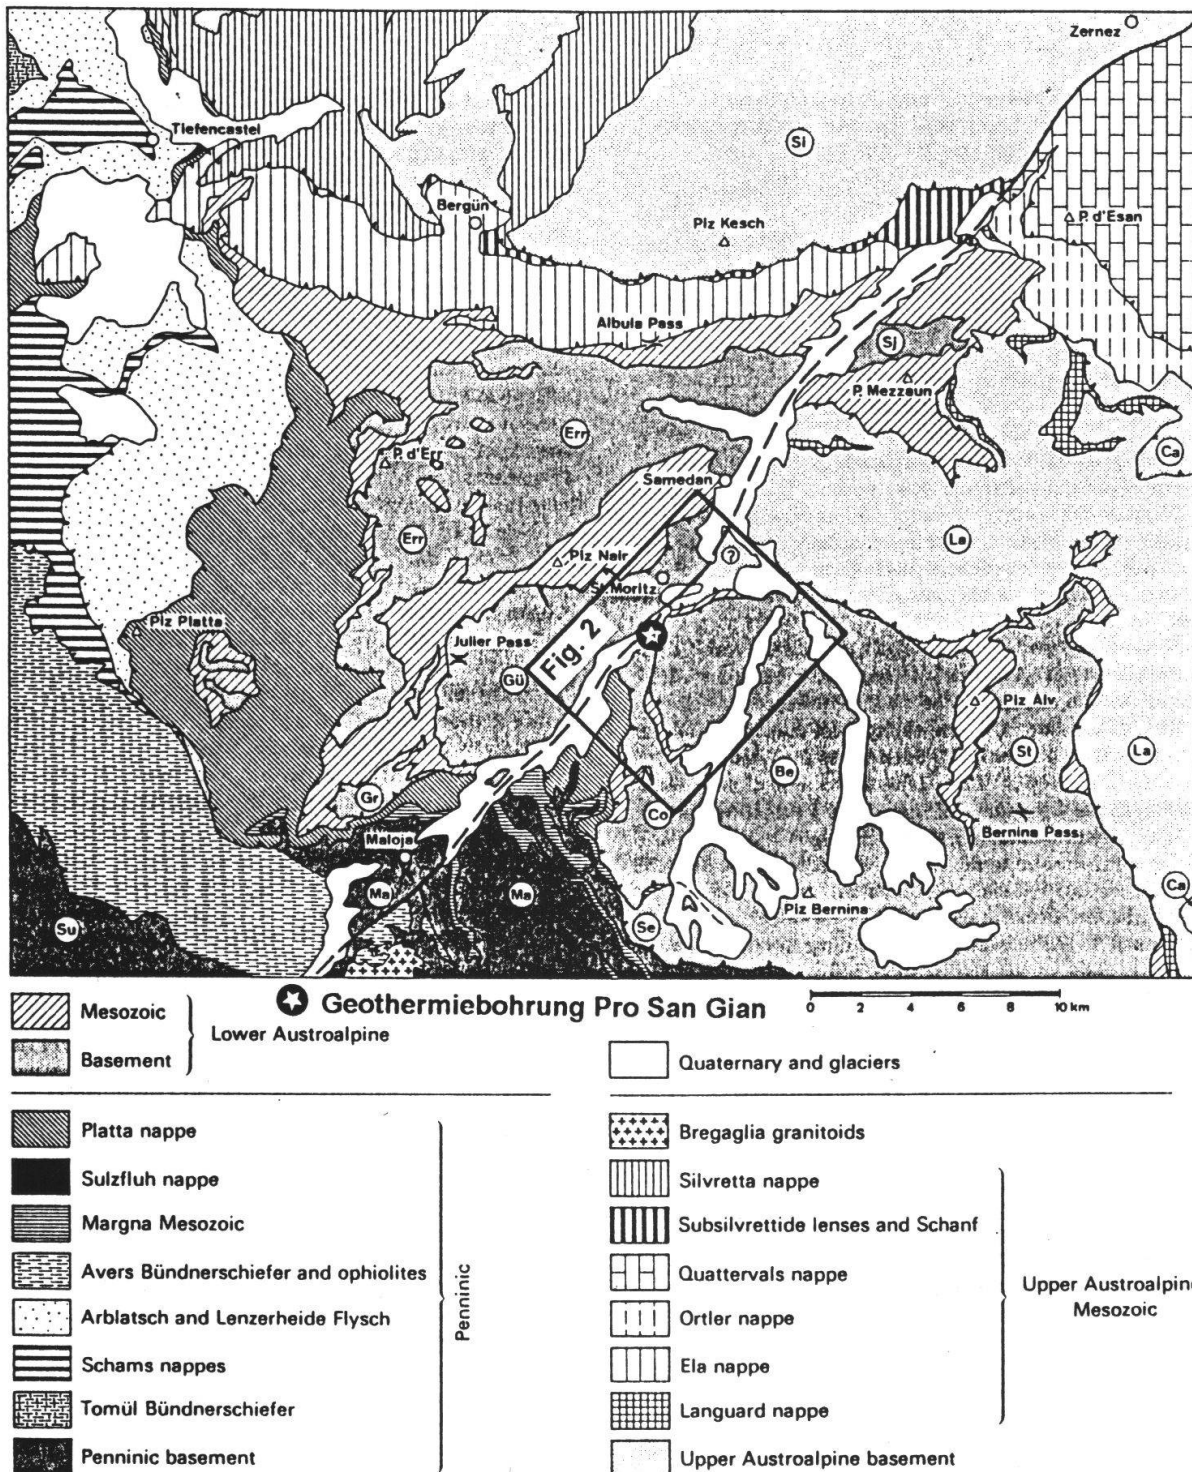 Zernez
Tiefencastel
Si
Bergün
P. d'Esan
Piz Kesch
Albula Pass
Sj
P. Mezzaun
Err
P. d'Err
Ca
Samedan
Err
La
Piz Nair
?
St. Moritz
Piz Platta
Julier Pass
Fig. 2
Gü
Piz Alv
St
La
Be
Gr
Co
Bernina Pass
Maloja
Ma
Ma
Piz Bernina
Ca
Su
Se
Geothermiebohrung Pro San Gian
0 2 4 6 8 10 km
Mesozoic
Basement
Lower Austroalpine
Quaternary and glaciers
Platta nappe
Sulzfluh nappe
Margna Mesozoic
Avers Bündnerschiefer and ophiolites
Arblatsch and Lenzerheide Flysch
Schams nappes
Tomül Bündnerschiefer
Penninic basement
Penninic
Bregaglia granitoids
Silvretta nappe
Subsilvrettide lenses and Schanf
Quattervals nappe
Ortler nappe
Ela nappe
Languard nappe
Upper Austroalpine basement
Upper Austroalpine
Mesozoic